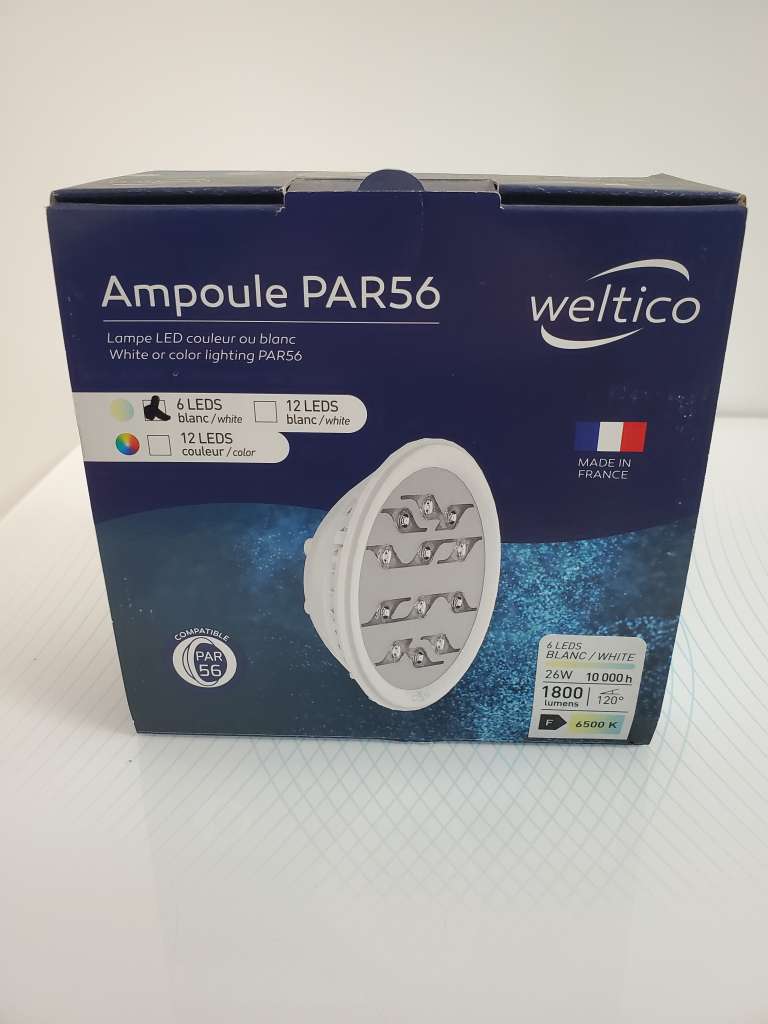 Ampoule PAR56
Lampe LED couleur ou blanc
White or color lighting PAR56
weltico
6 LEDS
blanc/white
12 LEDS
blanc/white
12 LEDS
couleur/color
MADE IN
FRANCE
COMPATIBLE
PAR
56
6 LEDS
BLANC/WHITE
26W 10 000 h
1800
lumens
120°
F 6500 K